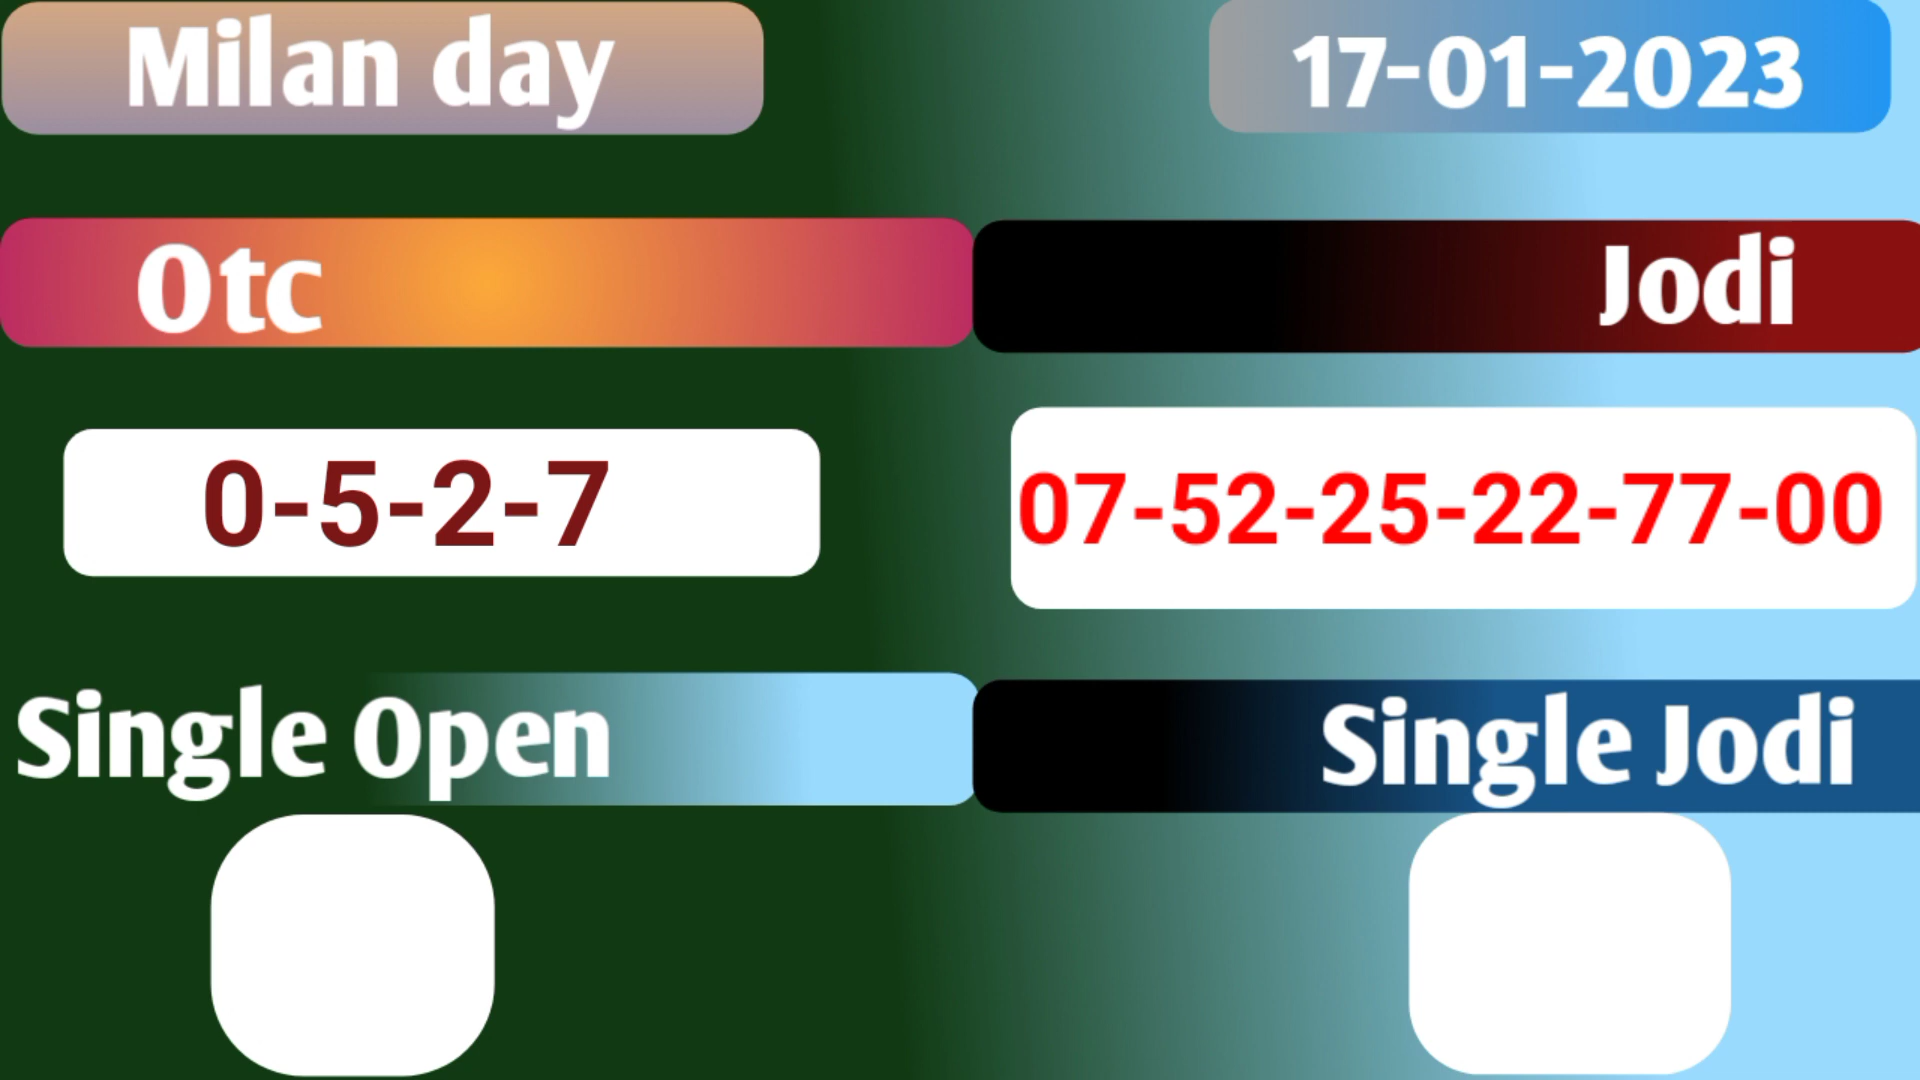 Milan day
17-01-2023
Otc
Jodi
0-5-2-7
07-52-25-22-77-00
Single Open
Single Jodi